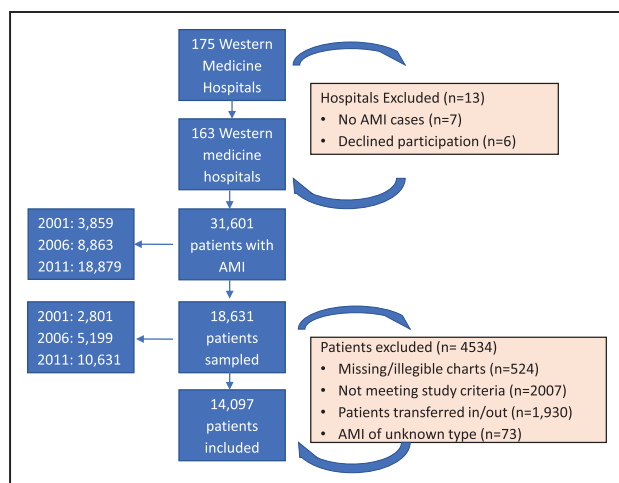 175 Western
Medicine
Hospitals
Hospitals Excluded (n=13)
• No AMI cases (n=7)
• Declined participation (n=6)
163 Western
medicine
hospitals
2001: 3,859
2006: 8,863
2011: 18,879
31,601
patients with
AMI
2001: 2,801
2006: 5,199
2011: 10,631
18,631
patients
sampled
Patients excluded (n= 4534)
• Missing/illegible charts (n=524)
• Not meeting study criteria (n=2007)
• Patients transferred in/out (n=1,930)
• AMI of unknown type (n=73)
14,097
patients
included